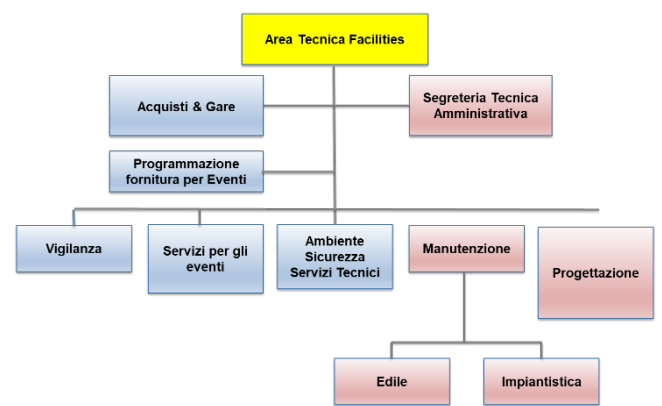 Area Tecnica Facilities
Acquisti & Gare
Segreteria Tecnica
Amministrativa
Programmazione
fornitura per Eventi
Vigilanza
Servizi per gli
eventi
Ambiente
Sicurezza
Servizi Tecnici
Manutenzione
Progettazione
Edile
Impiantistica